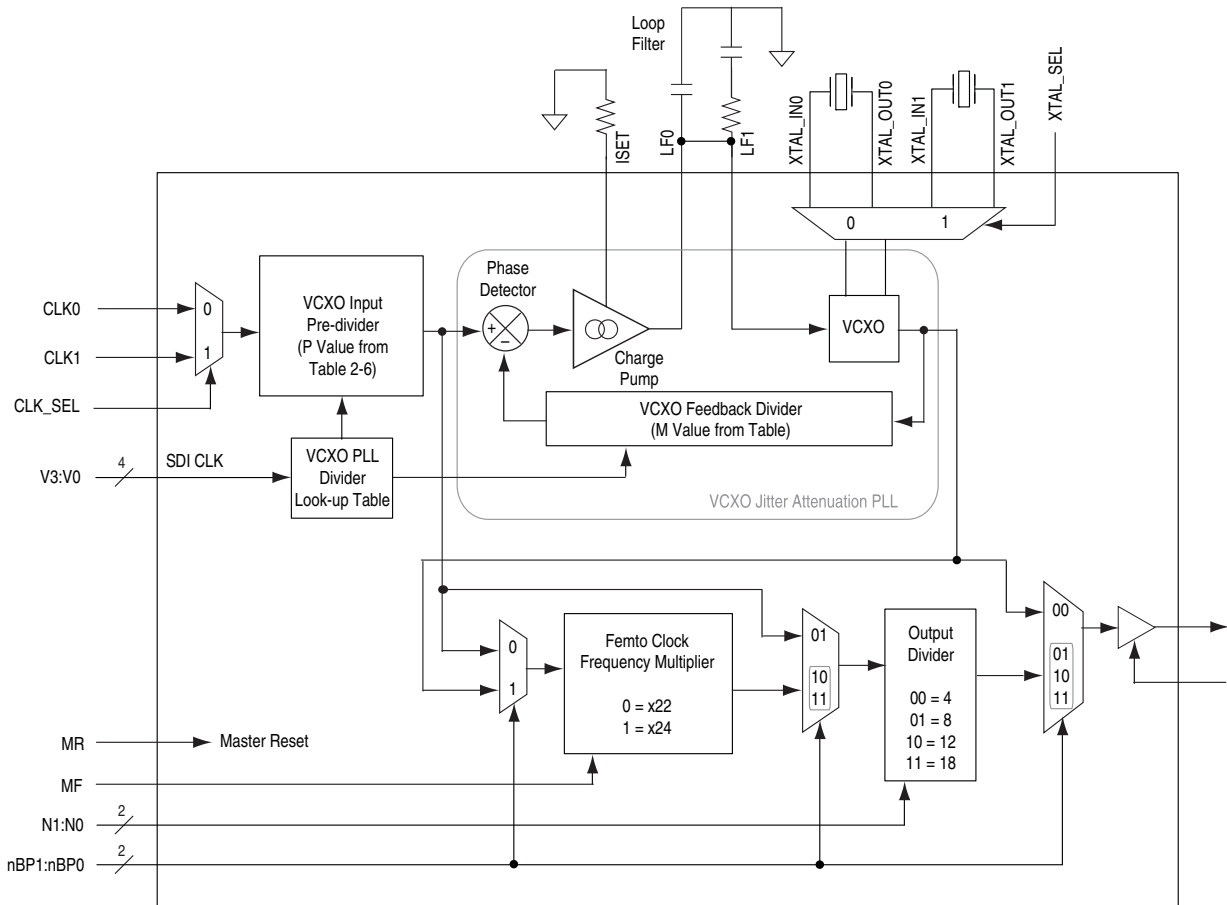 Loop
Filter
ISET
LF0
LF1
XTAL_IN0
XTAL_OUT0
XTAL_IN1
XTAL_OUT1
XTAL_SEL
0
1
CLK0
CLK1
CLK_SEL
0
1
VCXO Input
Pre-divider
(P Value from
Table 2-6)
Phase
Detector
+
–
Charge
Pump
VCXO
VCXO Feedback Divider
(M Value from Table)
V3:V0
4
SDI CLK
VCXO PLL
Divider
Look-up Table
VCXO Jitter Attenuation PLL
0
1
Femto Clock
Frequency Multiplier
0 = x22
1 = x24
01
10
11
Output
Divider
00 = 4
01 = 8
10 = 12
11 = 18
00
01
10
11
MR
Master Reset
MF
N1:N0
2
nBP1:nBP0
2